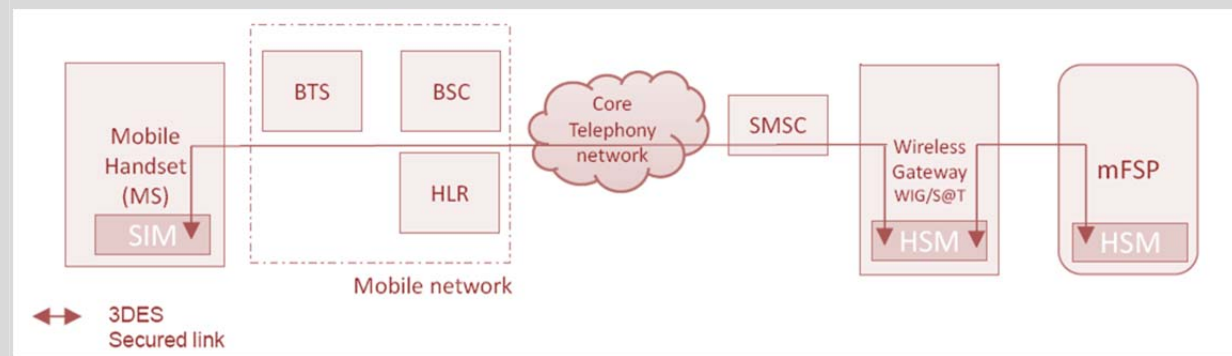 Mobile
Handset
(MS)
SIM
BTS
BSC
HLR
Mobile network
Core
Telephony
network
SMSC
Wireless
Gateway
WIG/S@T
HSM
mFSP
HSM
3DES
Secured link